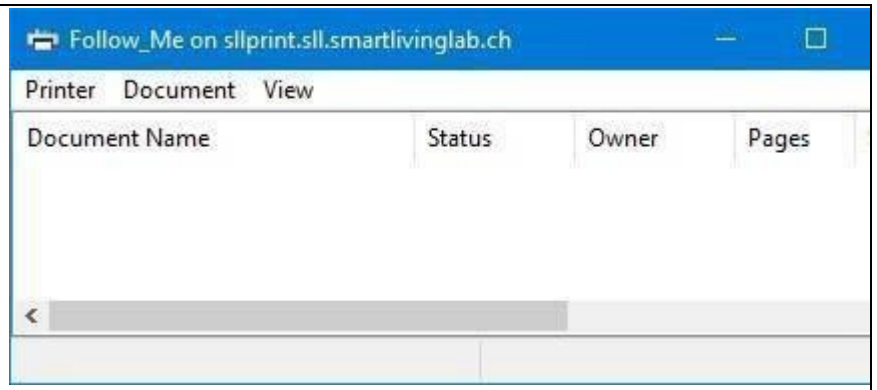 Follow_Me on sllprint.sll.smartlivinglab.ch
Printer Document View
Document Name Status Owner Pages